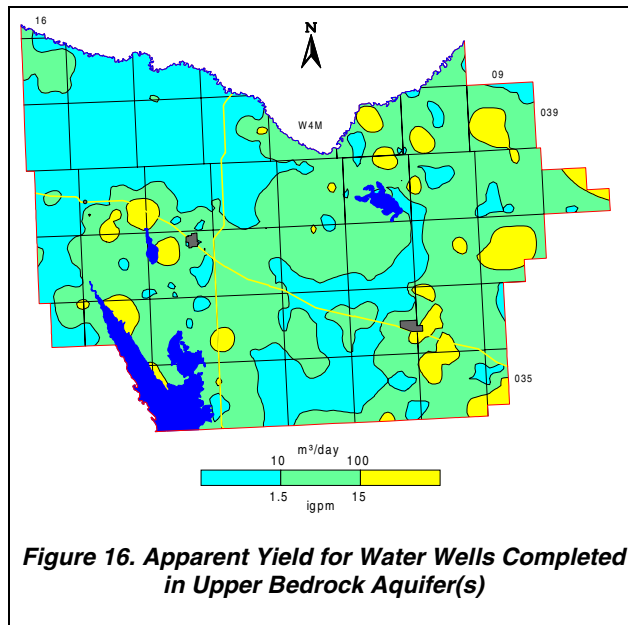 16
N
09
039
W4M
035
m³/day
10 100
1.5 15
igpm
Figure 16. Apparent Yield for Water Wells Completed
in Upper Bedrock Aquifer(s)